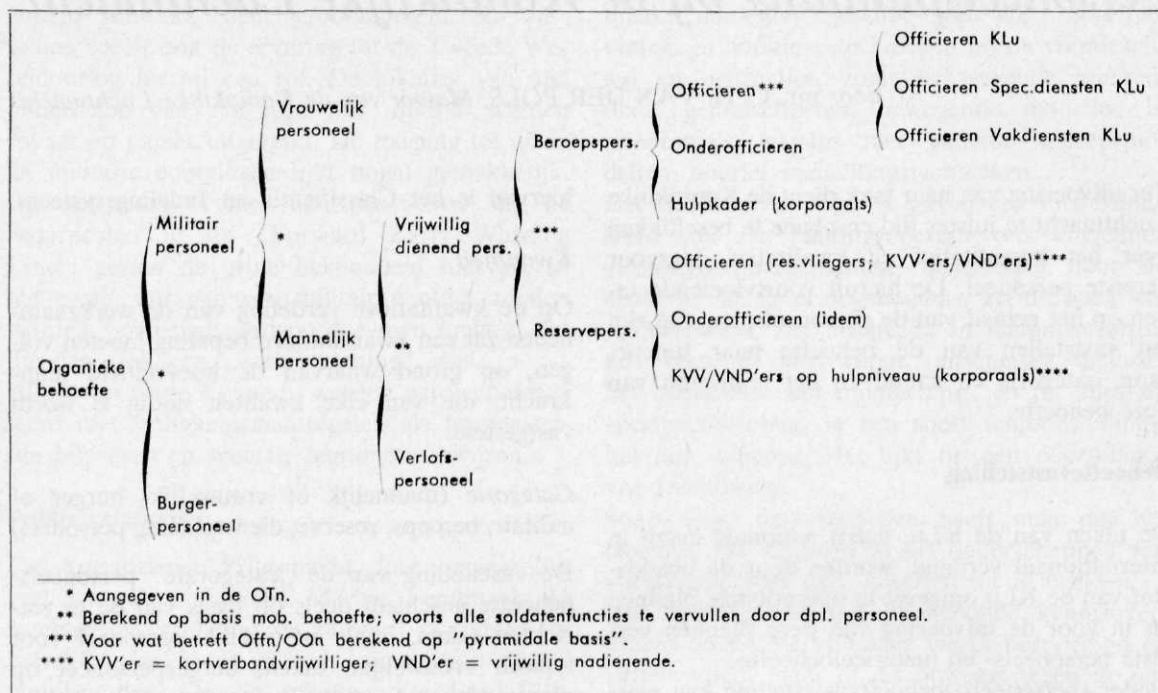 Officieren KLu
Officieren***
Officieren Spec.diensten KLu
Vrouwelijk
personeel
Beroepspers.
Officieren Vakdiensten KLu
Onderofficieren
Hulpkader (korporaals)
Militair
personeel
Vrijwillig
dienend pers.
***
Officieren (res.vliegers; KVV'ers/VND'ers)****
Mannelijk
personeel
Reservepers.
Onderofficieren (idem)
Organieke
behoefte
KVV/VND'ers op hulpniveau (korporaals)****
Verlofs-
personeel
Burger-
personeel
* Aangegeven in de OTn.
Berekend op basis mob. behoefte; voorts alle soldatenfuncties te vervullen door dpl. personeel.
*** Voor wat betreft Offn/OOn berekend op "pyramidale basis".
**** KVV'er = kortverbandvrijwilliger; VND'er = vrijwillig nadienende.